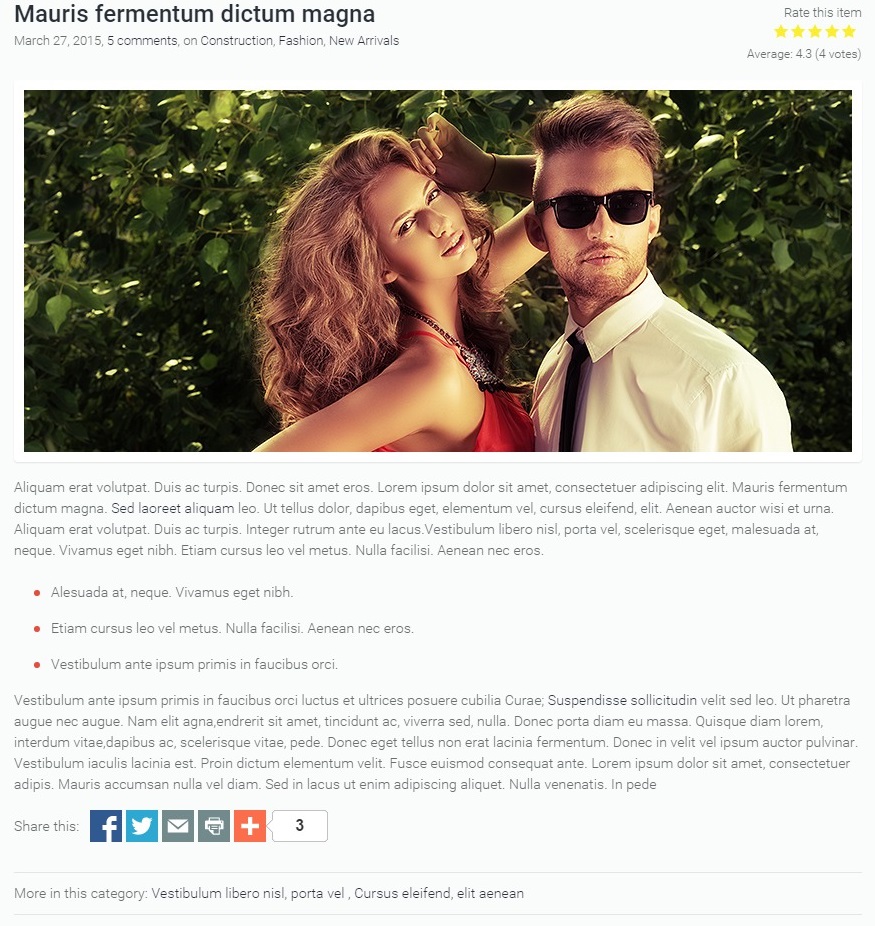 Mauris fermentum dictum magna
Rate this item
March 27, 2015, 5 comments, on Construction, Fashion, New Arrivals
Average: 4.3 (4 votes)
Aliquam erat volutpat. Duis ac turpis. Donec sit amet eros. Lorem ipsum dolor sit amet, consectetuer adipiscing elit. Mauris fermentum
dictum magna. Sed laoreet aliquam leo. Ut tellus dolor, dapibus eget, elementum vel, cursus eleifend, elit. Aenean auctor wisi et urna.
Aliquam erat volutpat. Duis ac turpis. Integer rutrum ante eu lacus.Vestibulum libero nisl, porta vel, scelerisque eget, malesuada at,
neque. Vivamus eget nibh. Etiam cursus leo vel metus. Nulla facilisi. Aenean nec eros.
Alesuada at, neque. Vivamus eget nibh.
Etiam cursus leo vel metus. Nulla facilisi. Aenean nec eros.
Vestibulum ante ipsum primis in faucibus orci.
Vestibulum ante ipsum primis in faucibus orci luctus et ultrices posuere cubilia Curae; Suspendisse sollicitudin velit sed leo. Ut pharetra
augue nec augue. Nam elit agna,endrerit sit amet, tincidunt ac, viverra sed, nulla. Donec porta diam eu massa. Quisque diam lorem,
interdum vitae,dapibus ac, scelerisque vitae, pede. Donec eget tellus non erat lacinia fermentum. Donec in velit vel ipsum auctor pulvinar.
Vestibulum iaculis lacinia est. Proin dictum elementum velit. Fusce euismod consequat ante. Lorem ipsum dolor sit amet, consectetuer
adipis. Mauris accumsan nulla vel diam. Sed in lacus ut enim adipiscing aliquet. Nulla venenatis. In pede
Share this: 3
More in this category: Vestibulum libero nisl, porta vel , Cursus eleifend, elit aenean